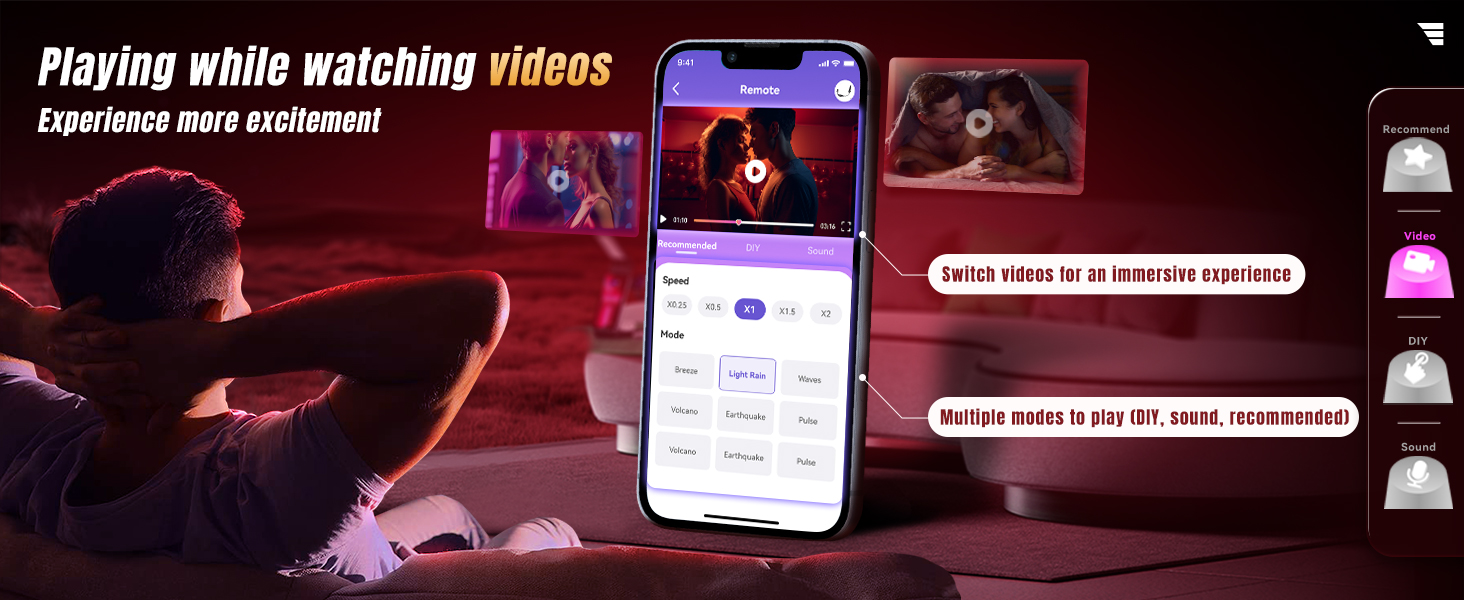 Playing while watching videos
Experience more excitement
9:41
Remote
01:10
03:16
Recommended DIY Sound
Speed
X0.25 X0.5 X1 X1.5 X2
Mode
Breeze Light Rain Waves
Volcano Earthquake Pulse
Volcano Earthquake Pulse
Switch videos for an immersive experience
Multiple modes to play (DIY, sound, recommended)
Recommend
Video
DIY
Sound